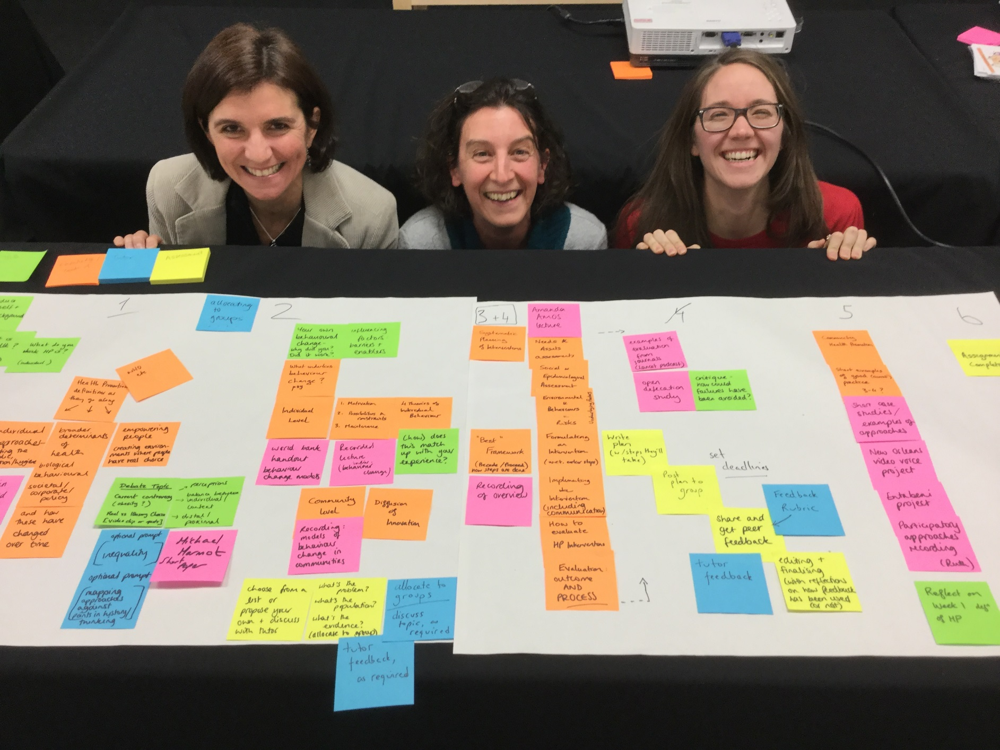 Tutor
Assessment
1
allocating
to
groups
What do you
think HP is?
(individual)
WHO
etc
Health Promotion
definitions as
they go along
individual
approaches
broader
determinants
of
health
biological
behavioural
societal/
corporate/
policy
and how
these have
changed
over time
empowering
people
creating environ-
ments where people
have real choice
Debate Topic
Current controversy
(obesity?)
Real vs Illusory Choice
[video clip or quote]
→ perceptions
balance between
→ individual/
context
→ distal/
proximal
optional prompt
[inequality]
optional prompt
[mapping
approaches
against
points in history/
thinking]
Michael
Marmot
Short
Paper
2
Your own
behavioural
change-
why did you?
Did it work?
influencing
factors
barriers +
enablers
What underlies
behaviour
change?
psy
Individual
Level
1. Motivation
2. Possibilities &
constraints
3. Maintenance
4 Theories of
Individual
Behaviour
world bank
handout
behaviour
change models
Recorded
lecture
(behaviour
change)
(how) does
this match
up with your
experience?
Community
level
Diffusion
of
Innovation
Recording:
models of
behaviour
change in
communities
choose from a
list or
propose your
own + discuss
with tutor
what's the
problem?
what's the
population?
what's the
evidence?
(allocate to group)
allocate to
groups
discuss
topic, as
required
tutor
feedback,
as required
3+4
Systematic
Planning
of Interventions
"Best"
Framework
(Precede/Proceed)
how steps are done
Recording
of overview
Amanda
AMOS
lecture
Needs &
Assets
assessments
Social &
Epidemiological
Assessment
Environmental
&
Behaviours
&
Risks
Underlying factors
Formulating
an
Intervention
(w.r.t. earlier steps)
Implementing
the
Intervention
(including
communication)
How to
evaluate
HP Interventions
Evaluation:
OUTCOME
AND
PROCESS
4
examples of
evaluation
from
journals
(Lancet podcast)
open
defecation
study
critique-
how could
failures have
been avoided?
Write
plan
(w/steps they'll
take)
set
deadlines
Post
plan to
group
Feedback
Rubric
share and
get peer
feedback
tutor
feedback
editing +
finalising
(with reflections
on how feedback
has been used
(or not)
5
Community
Health Promotion
Short examples
of good community
practice
3-4?
Short case
studies/
examples of
approaches
New Orleans
video voice
project
Entabeni
project
Participatory
approaches
recording
(Ruth)
6
Reflect on
Week 1 defn
of HP